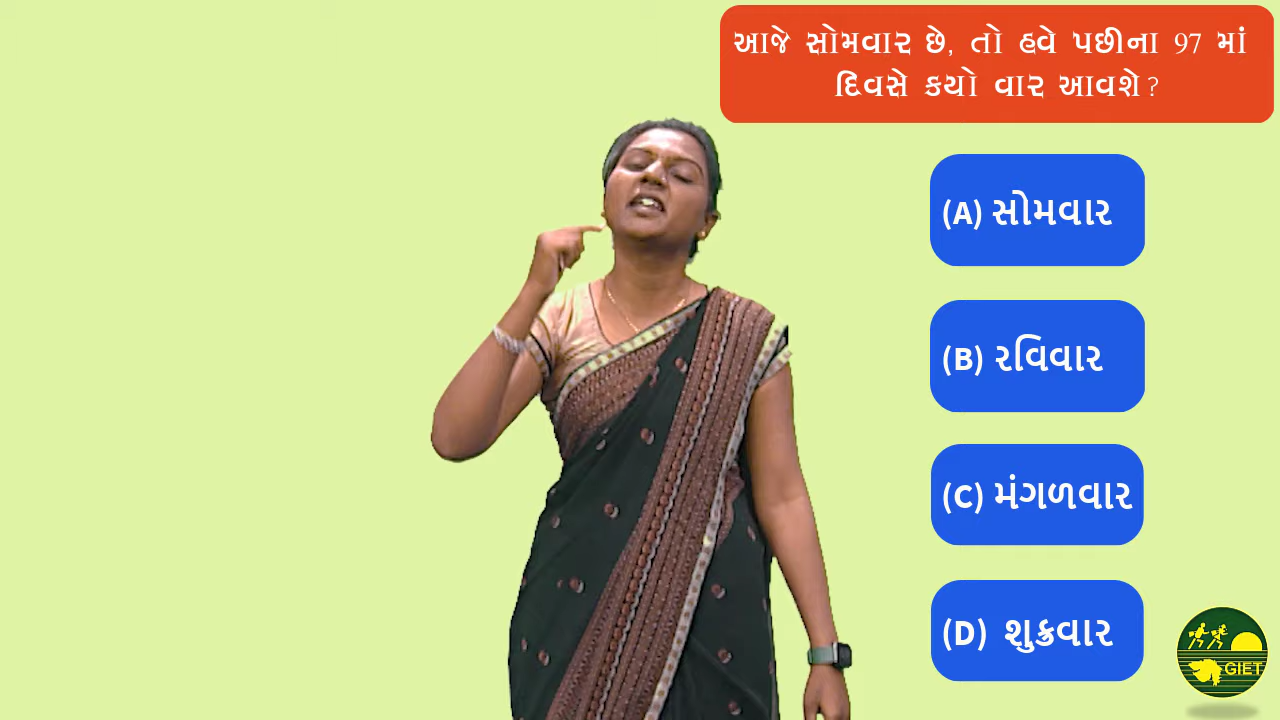 આજે સોમવાર છે, તો હવે પછીના 97 માં
દિવસે કયો વાર આવશે ?
(A) સોમવાર
(B) રવિવાર
(C) મંગળવાર
(D) શુક્રવાર
GIET